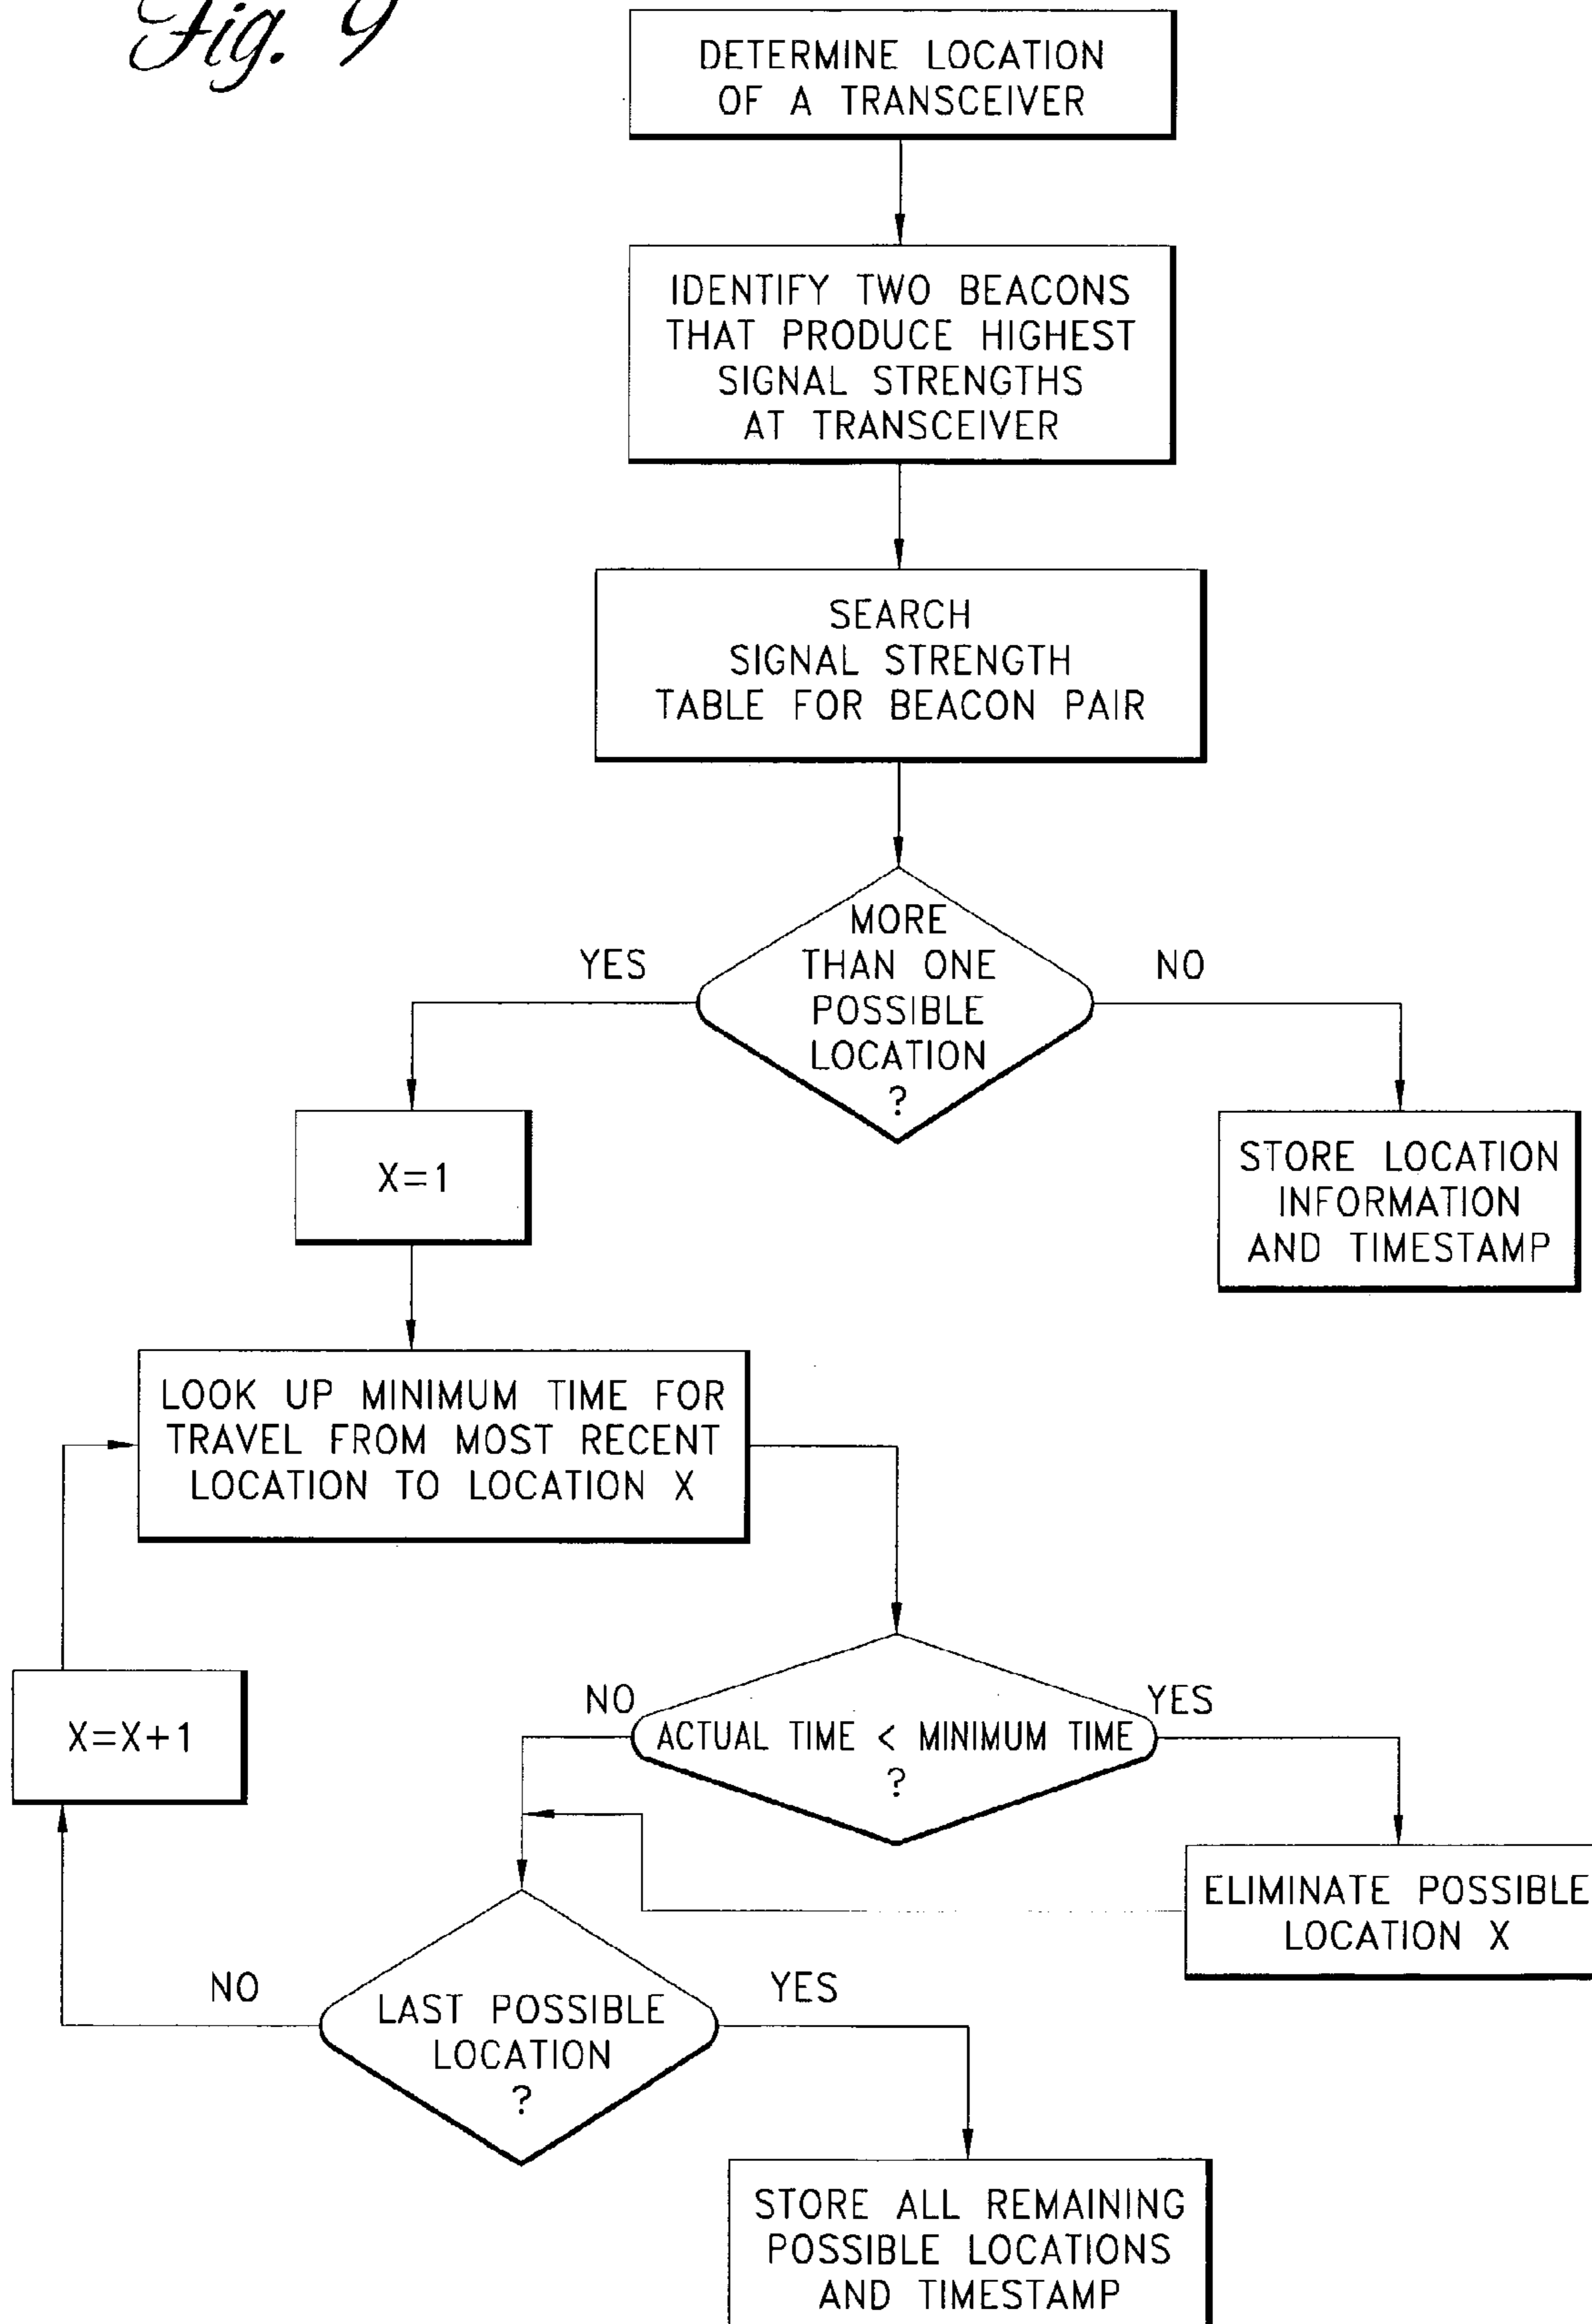 Fig. 9
DETERMINE LOCATION
OF A TRANSCEIVER
IDENTIFY TWO BEACONS
THAT PRODUCE HIGHEST
SIGNAL STRENGTHS
AT TRANSCEIVER
SEARCH
SIGNAL STRENGTH
TABLE FOR BEACON PAIR
MORE
THAN ONE
POSSIBLE
LOCATION
?
YES
NO
X=1
STORE LOCATION
INFORMATION
AND TIMESTAMP
LOOK UP MINIMUM TIME FOR
TRAVEL FROM MOST RECENT
LOCATION TO LOCATION X
X=X+1
NO
YES
ACTUAL TIME < MINIMUM TIME
?
ELIMINATE POSSIBLE
LOCATION X
NO
YES
LAST POSSIBLE
LOCATION
?
STORE ALL REMAINING
POSSIBLE LOCATIONS
AND TIMESTAMP